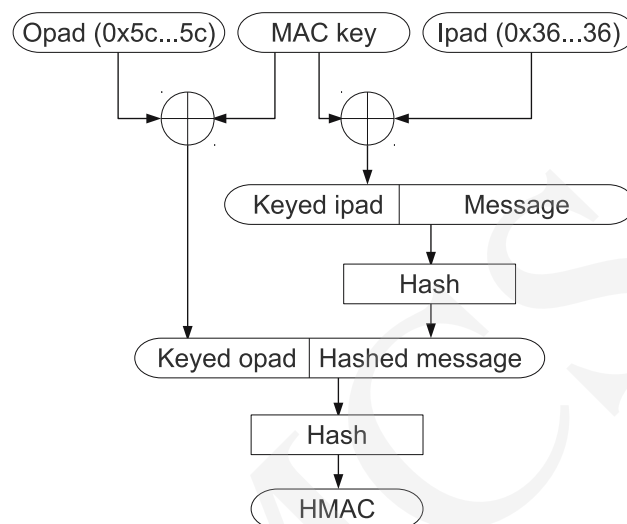 Opad (0x5c...5c)
MAC key
Ipad (0x36...36)
Keyed ipad
Message
Hash
Keyed opad
Hashed message
Hash
HMAC